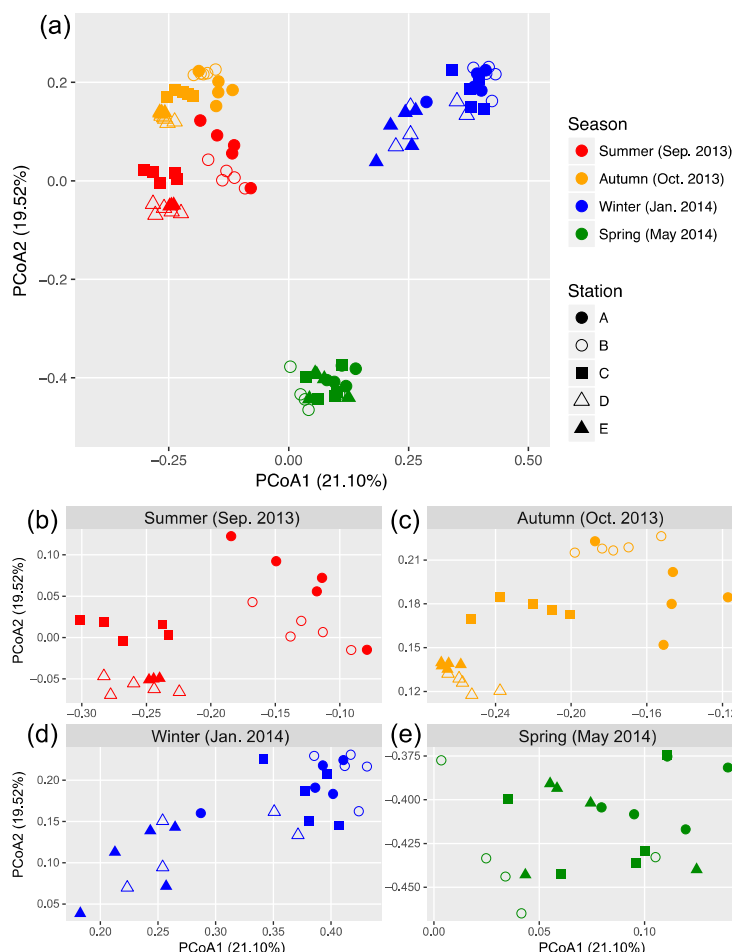 (a)
0.2
0.0
−0.2
−0.4
PCoA2 (19.52%)
−0.25
0.00
0.25
0.50
PCoA1 (21.10%)
Season
Summer (Sep. 2013)
Autumn (Oct. 2013)
Winter (Jan. 2014)
Spring (May 2014)
Station
A
B
C
D
E
(b)
Summer (Sep. 2013)
0.10
0.05
0.00
−0.05
PCoA2 (19.52%)
−0.30
−0.25
−0.20
−0.15
−0.10
(c)
Autumn (Oct. 2013)
0.21
0.18
0.15
0.12
−0.24
−0.20
−0.16
−0.12
(d)
Winter (Jan. 2014)
0.20
0.15
0.10
0.05
PCoA2 (19.52%)
0.20
0.25
0.30
0.35
0.40
PCoA1 (21.10%)
(e)
Spring (May 2014)
−0.375
−0.400
−0.425
−0.450
0.00
0.05
0.10
PCoA1 (21.10%)